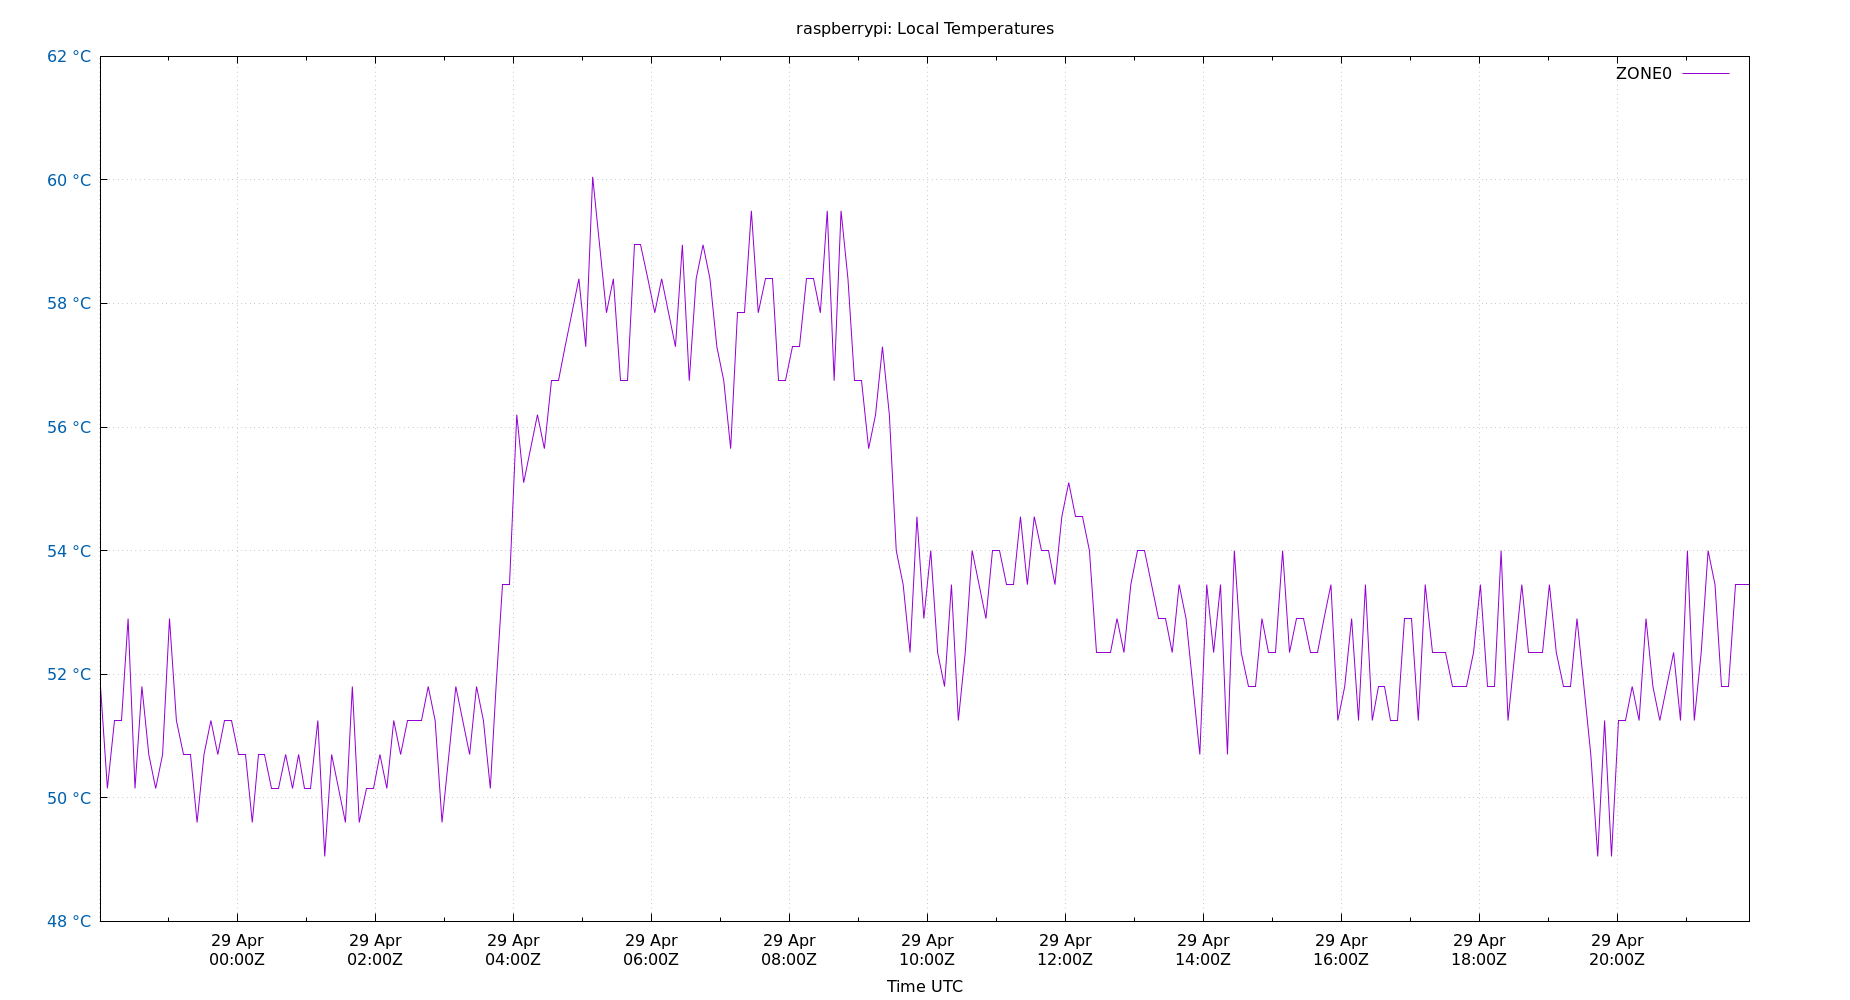 raspberrypi: Local Temperatures
62 °C
60 °C
58 °C
56 °C
54 °C
52 °C
50 °C
48 °C
ZONE0
29 Apr 29 Apr 29 Apr 29 Apr 29 Apr 29 Apr 29 Apr 29 Apr 29 Apr 29 Apr 29 Apr
00:00Z 02:00Z 04:00Z 06:00Z 08:00Z 10:00Z 12:00Z 14:00Z 16:00Z 18:00Z 20:00Z
Time UTC